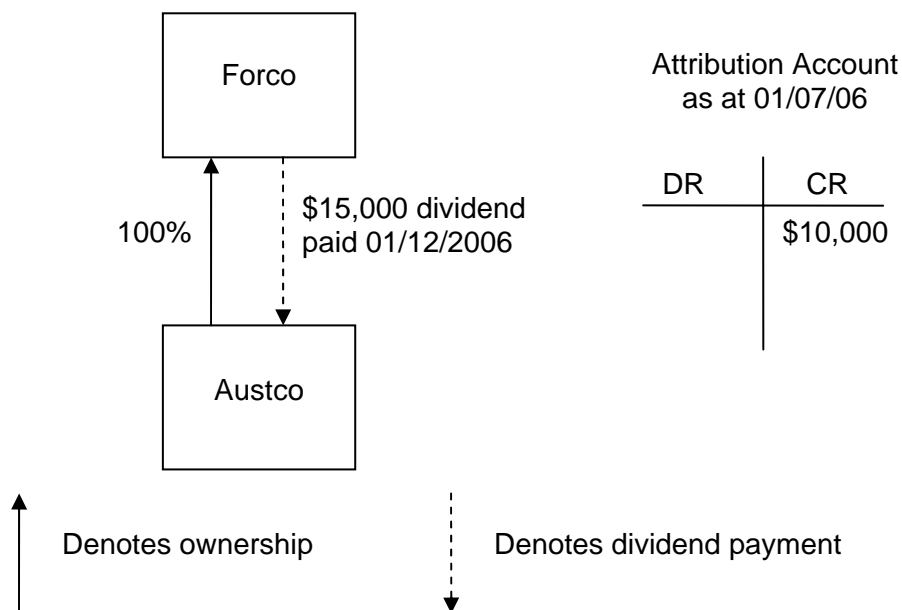 Forco
Attribution Account
as at 01/07/06
DR
CR
$10,000
100%
$15,000 dividend
paid 01/12/2006
Austco
Denotes ownership
Denotes dividend payment